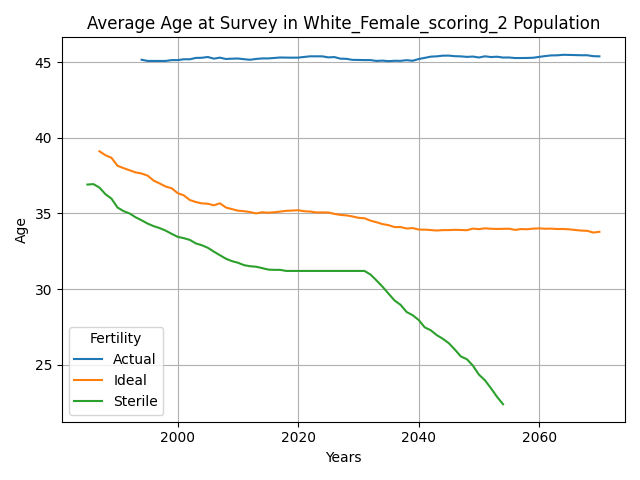 Average Age at Survey in White_Female_scoring_2 Population
Age
45
40
35
30
25
Fertility
Actual
Ideal
Sterile
2000 2020 2040 2060
Years